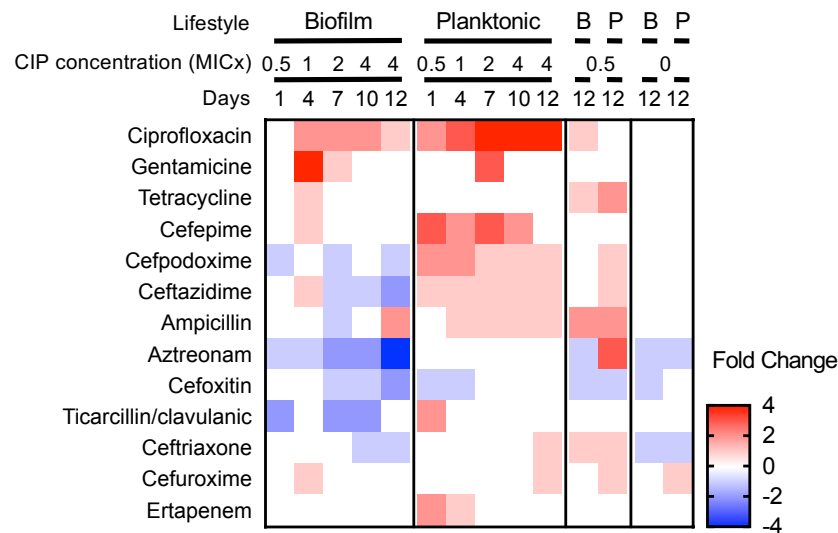 Lifestyle Biofilm Planktonic B P B P
CIP concentration (MICx) 0.5 1 2 4 4 0.5 1 2 4 4 0.5 0
Days 1 4 7 10 12 1 4 7 10 12 12 12 12 12
Ciprofloxacin
Gentamicine
Tetracycline
Cefepime
Cefpodoxime
Ceftazidime
Ampicillin
Aztreonam
Cefoxitin
Ticarcillin/clavulanic
Ceftriaxone
Cefuroxime
Ertapenem
Fold Change
4
2
0
-2
-4